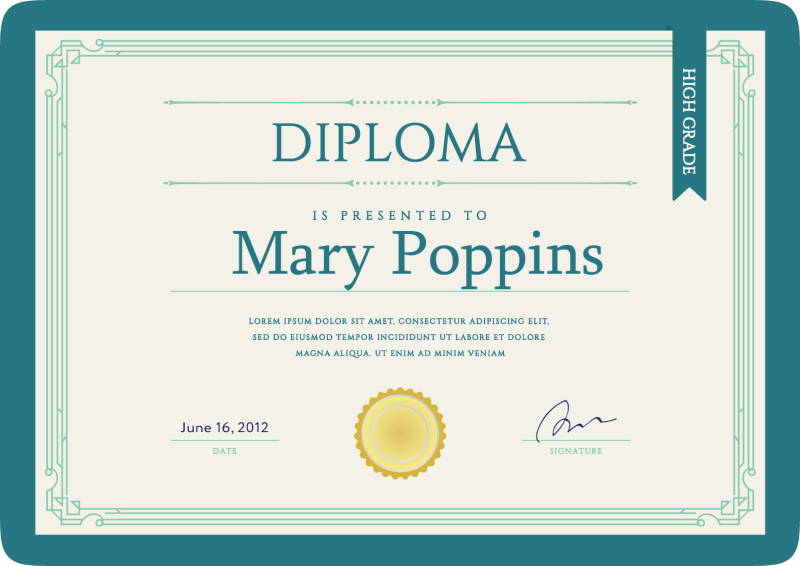 HIGH GRADE
DIPLOMA
IS PRESENTED TO
Mary Poppins
LOREM IPSUM DOLOR SIT AMET, CONSECTETUR ADIPISCING ELIT,
SED DO EIUSMOD TEMPOR INCIDIDUNT UT LABORE ET DOLORE
MAGNA ALIQUA. UT ENIM AD MINIM VENIAM
June 16, 2012
DATE
SIGNATURE